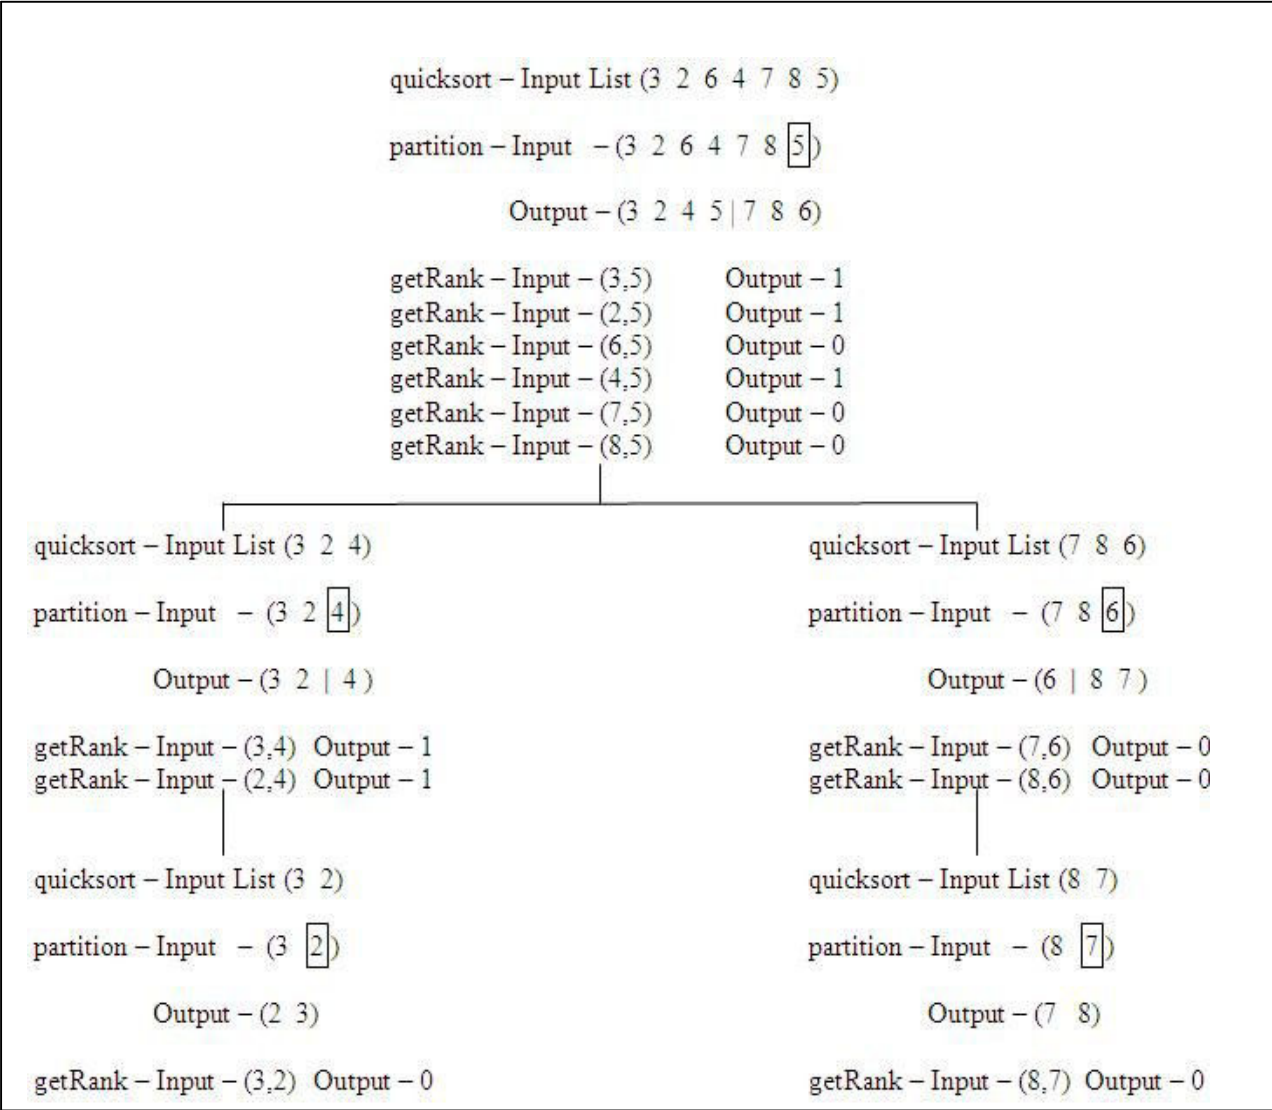 quicksort – Input List (3 2 6 4 7 8 5)
partition – Input – (3 2 6 4 7 8 5)
Output – (3 2 4 5 | 7 8 6)
getRank – Input – (3,5) Output – 1
getRank – Input – (2,5) Output – 1
getRank – Input – (6,5) Output – 0
getRank – Input – (4,5) Output – 1
getRank – Input – (7,5) Output – 0
getRank – Input – (8,5) Output – 0
quicksort – Input List (3 2 4)
partition – Input – (3 2 4)
Output – (3 2 | 4 )
getRank – Input – (3,4) Output – 1
getRank – Input – (2,4) Output – 1
quicksort – Input List (3 2)
partition – Input – (3 2)
Output – (2 3)
getRank – Input – (3,2) Output – 0
quicksort – Input List (7 8 6)
partition – Input – (7 8 6)
Output – (6 | 8 7 )
getRank – Input – (7,6) Output – 0
getRank – Input – (8,6) Output – 0
quicksort – Input List (8 7)
partition – Input – (8 7)
Output – (7 8)
getRank – Input – (8,7) Output – 0